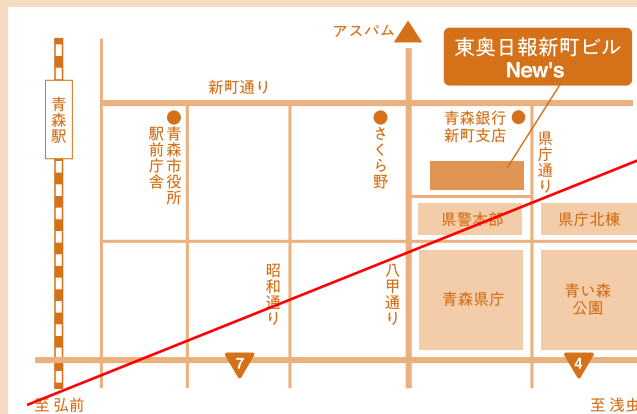 アスパム
東奥日報新町ビル
New's
新町通り
青森駅
青森市役所
駅前庁舎
さくら野
青森銀行
新町支店
県庁通り
県警本部
県庁北棟
昭和通り
八甲通り
青森県庁
青い森
公園
7
4
至 弘前
至 浅虫